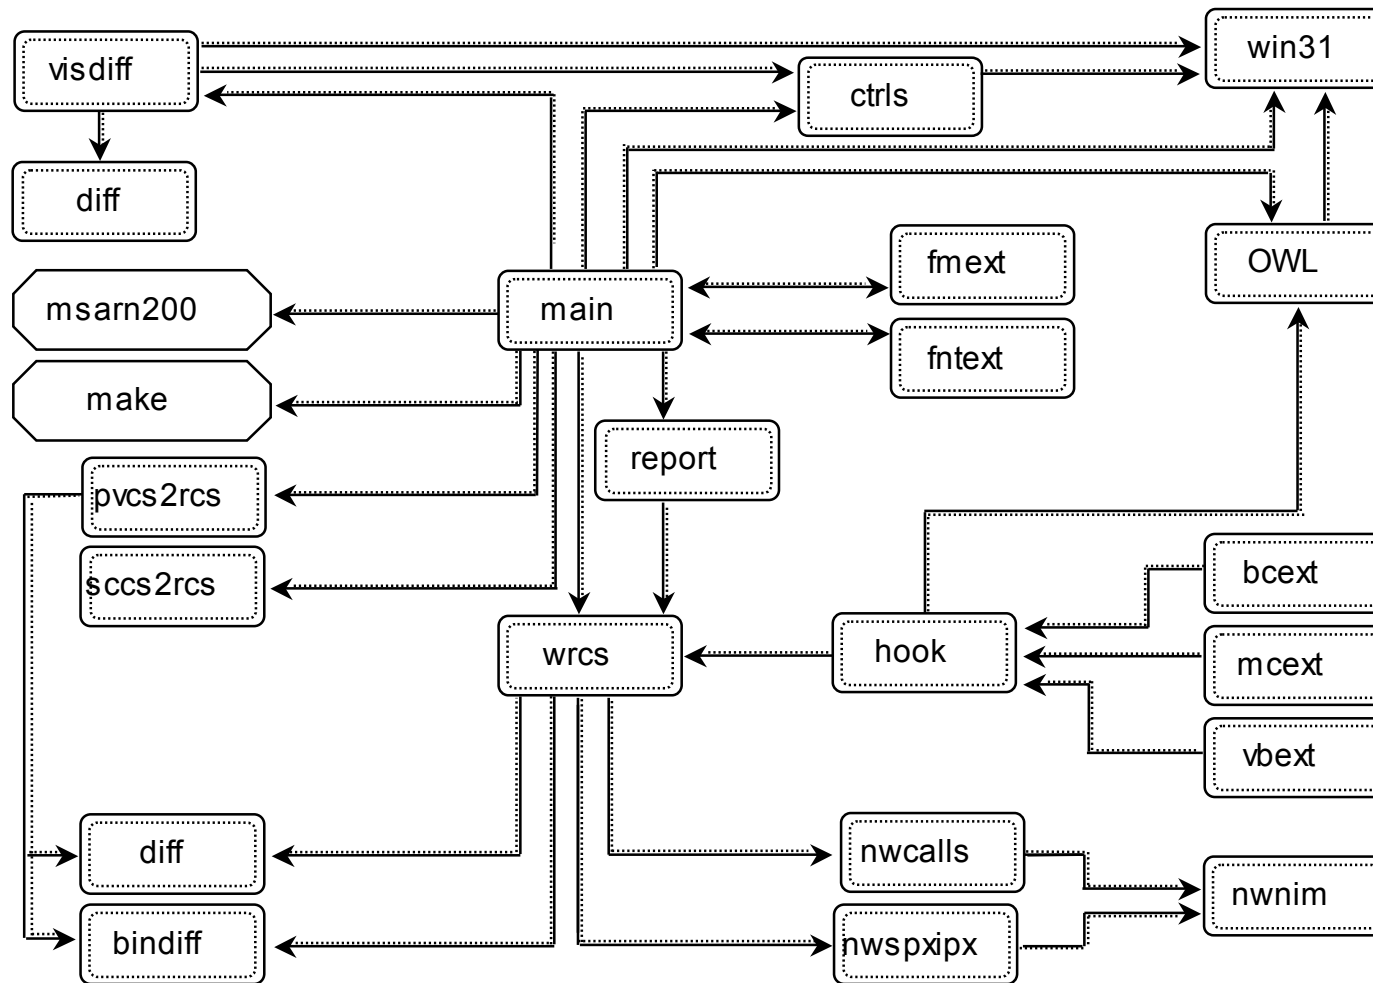 visdiff
win31
ctrls
diff
fmext
OWL
msarn200
main
fntext
make
report
pvcs2rcs
sccs2rcs
bcext
wrcs
hook
mcext
vbext
diff
nwcalls
nwnim
bindiff
nwspxipx